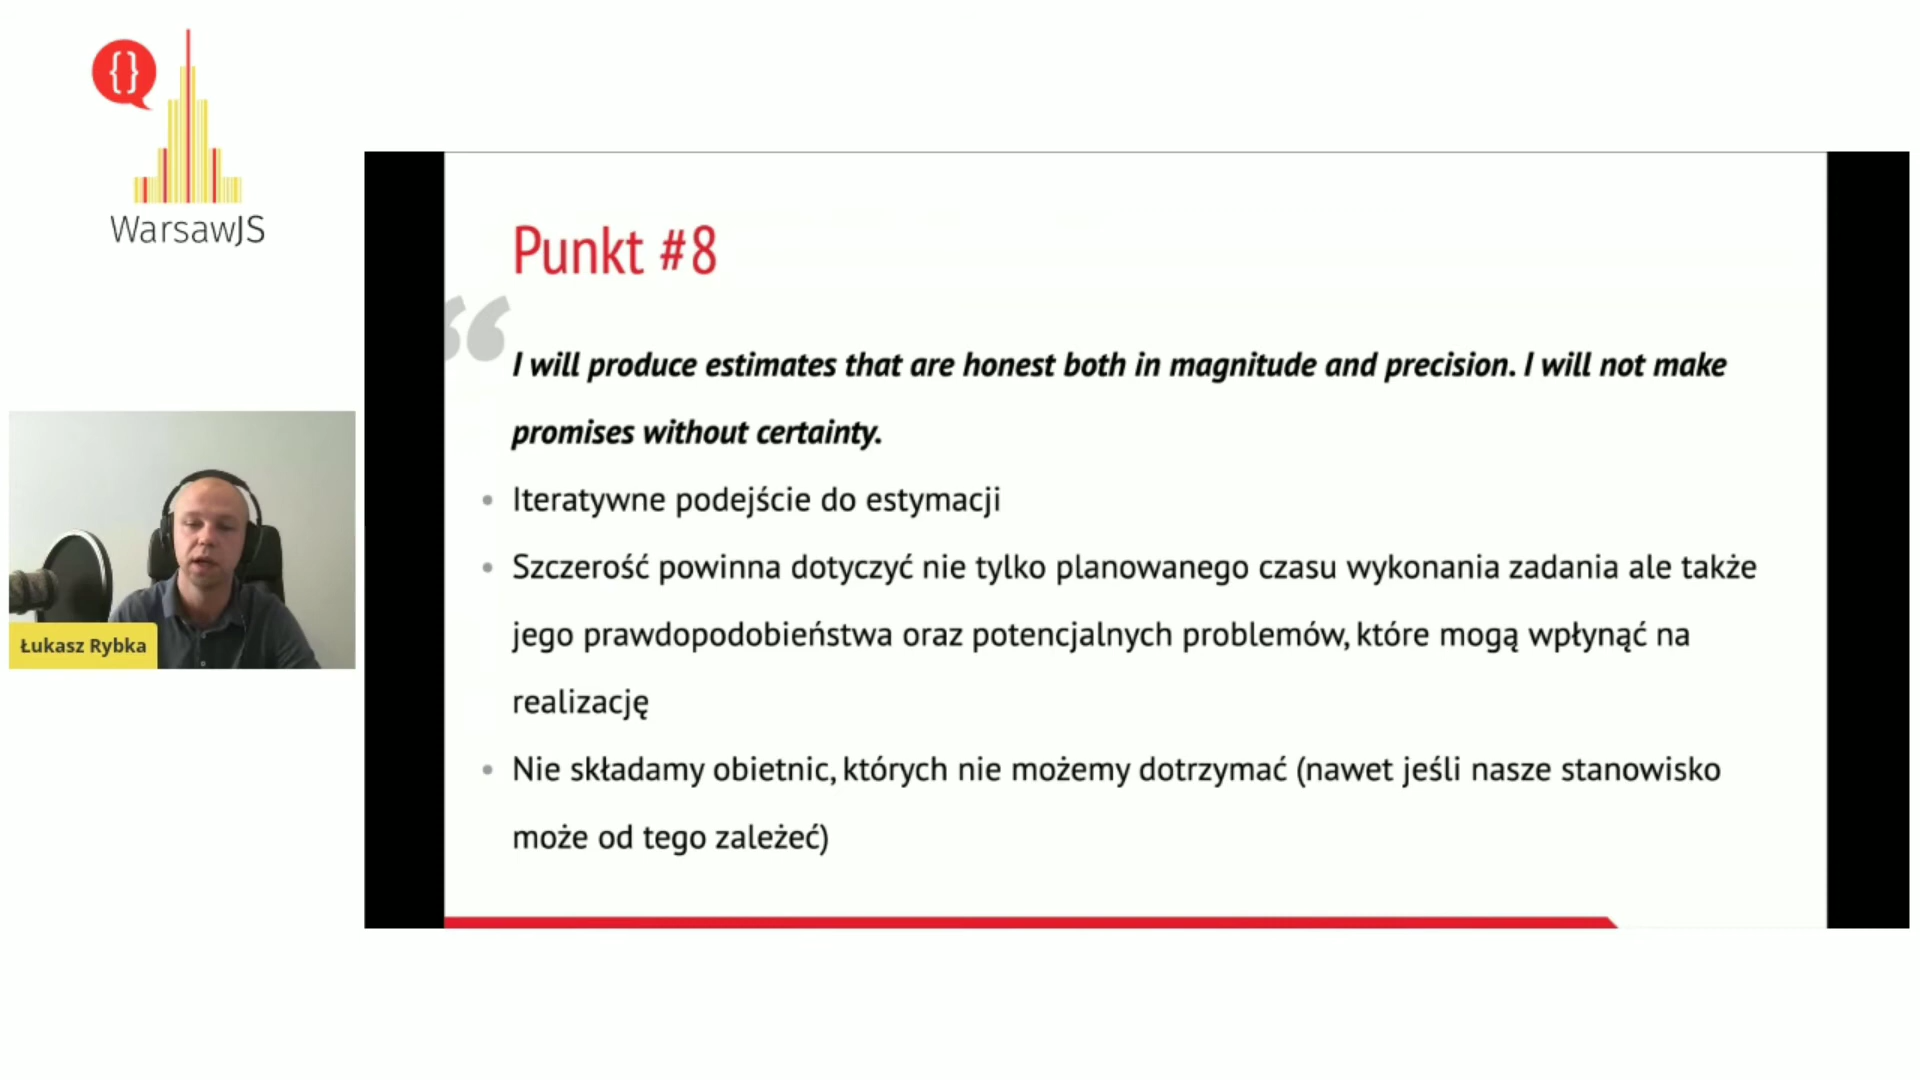 {}
WarsawJS
Punkt #8
“
I will produce estimates that are honest both in magnitude and precision. I will not make
promises without certainty.
• Iteratywne podejście do estymacji
• Szczerość powinna dotyczyć nie tylko planowanego czasu wykonania zadania ale także
jego prawdopodobieństwa oraz potencjalnych problemów, które mogą wpłynąć na
realizację
• Nie składamy obietnic, których nie możemy dotrzymać (nawet jeśli nasze stanowisko
może od tego zależeć)
Łukasz Rybka